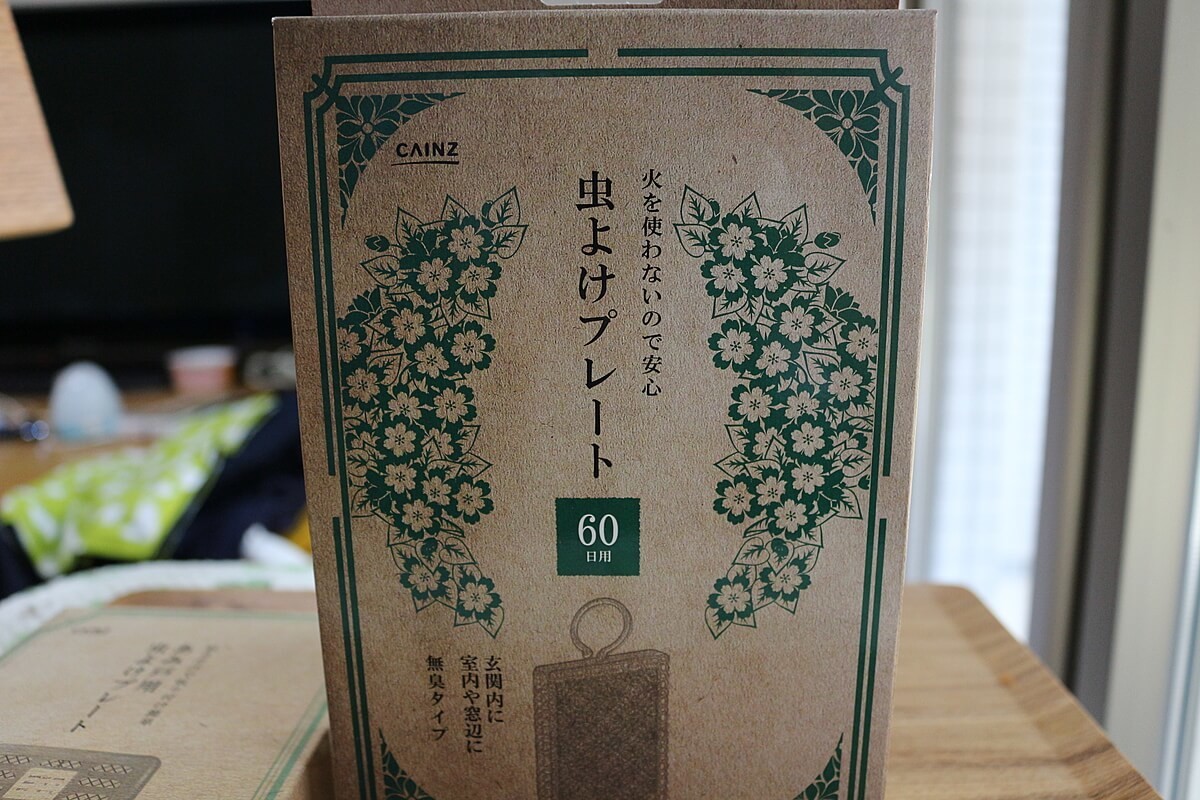 CAINZ
火を使わないので安心
虫よけプレート
60
日用
玄関内に
室内や窓辺に
無臭タイプ